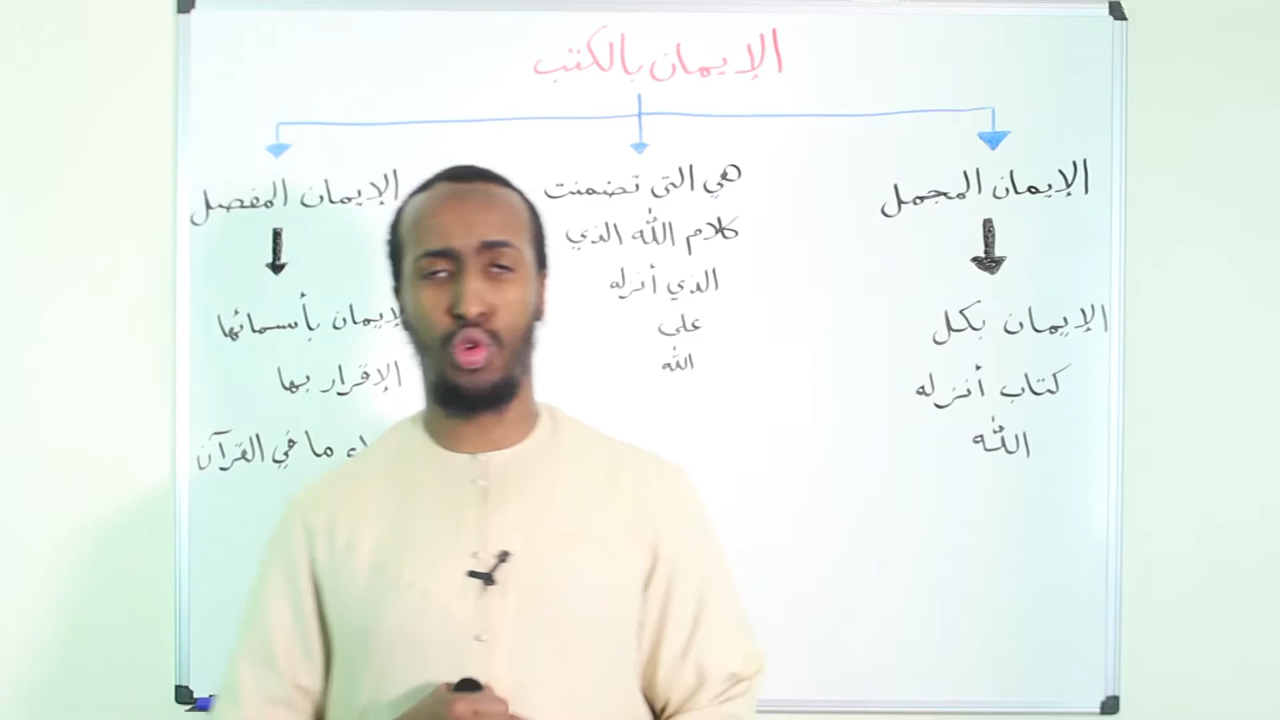 الإيمان بالكتب
الإيمان المجمل
الإيمان بكل
كتاب أنزله
الله
هي التي تضمنت
كلام الله الذي
الذي أنزله
على
الله
الإيمان المفصل
لإيمان بأسمائها
الإقرار بها
ما في القرآن